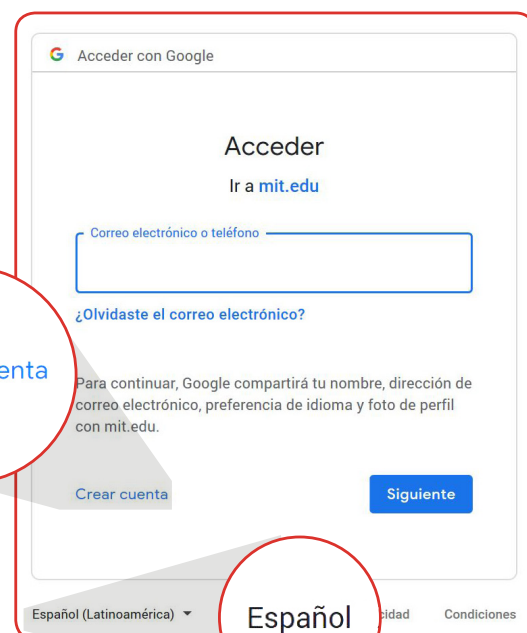 Acceder con Google
Acceder
Ir a mit.edu
Correo electrónico o teléfono
¿Olvidaste el correo electrónico?
Para continuar, Google compartirá tu nombre, dirección de
correo electrónico, preferencia de idioma y foto de perfil
con mit.edu.
Crear cuenta
Siguiente
Español (Latinoamérica)
Español
Condiciones